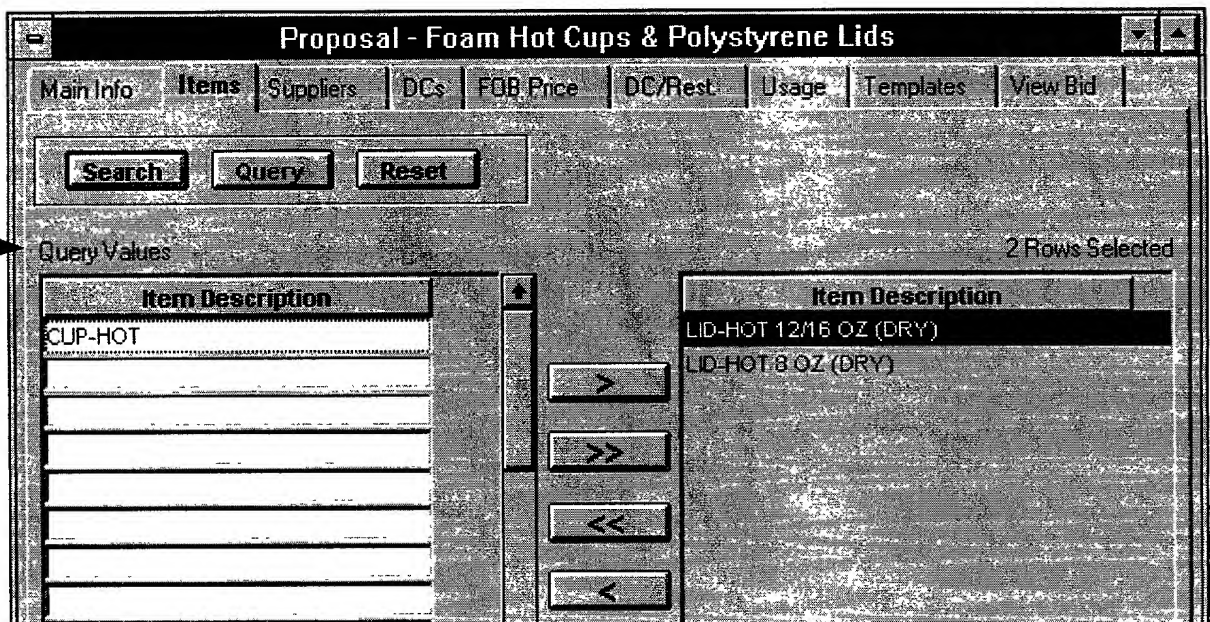 Proposal - Foam Hot Cups & Polystyrene Lids
Main Info Items Suppliers DCs FOB Price DC/Rest. Usage Templates View Bid
Search Query Reset
Query Values 2 Rows Selected
Item Description Item Description
CUP-HOT LID-HOT 12/16 OZ (DRY)
LID-HOT 8 OZ (DRY)
>
>>
<<
<